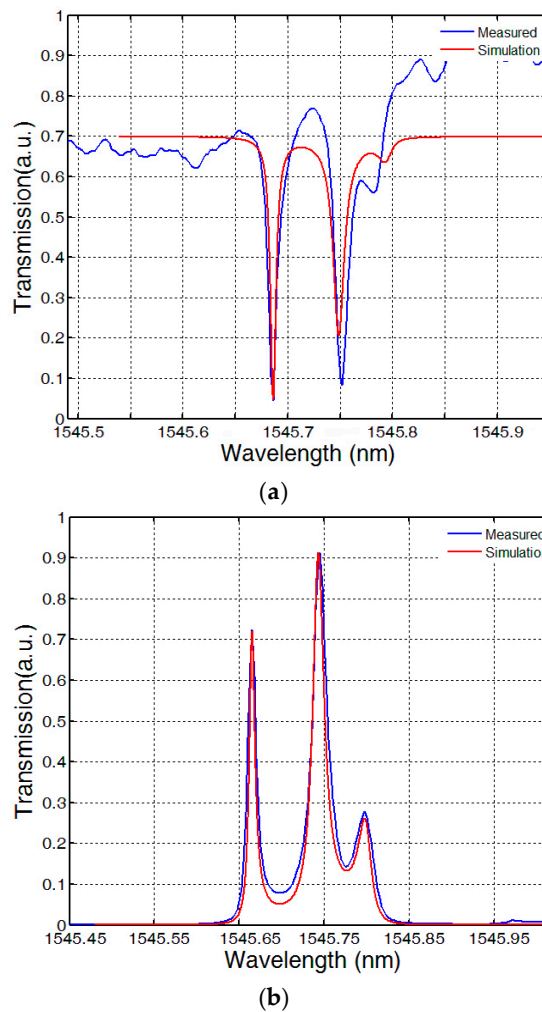 1
0.9
0.8
0.7
0.6
0.5
0.4
0.3
0.2
0.1
0
Transmission(a.u.)
Measured
Simulation
1545.5 1545.6 1545.7 1545.8 1545.9
Wavelength (nm)
(a)
1
0.9
0.8
0.7
0.6
0.5
0.4
0.3
0.2
0.1
0
Transmission(a.u.)
Measured
Simulation
1545.45 1545.55 1545.65 1545.75 1545.85 1545.95
Wavelength (nm)
(b)